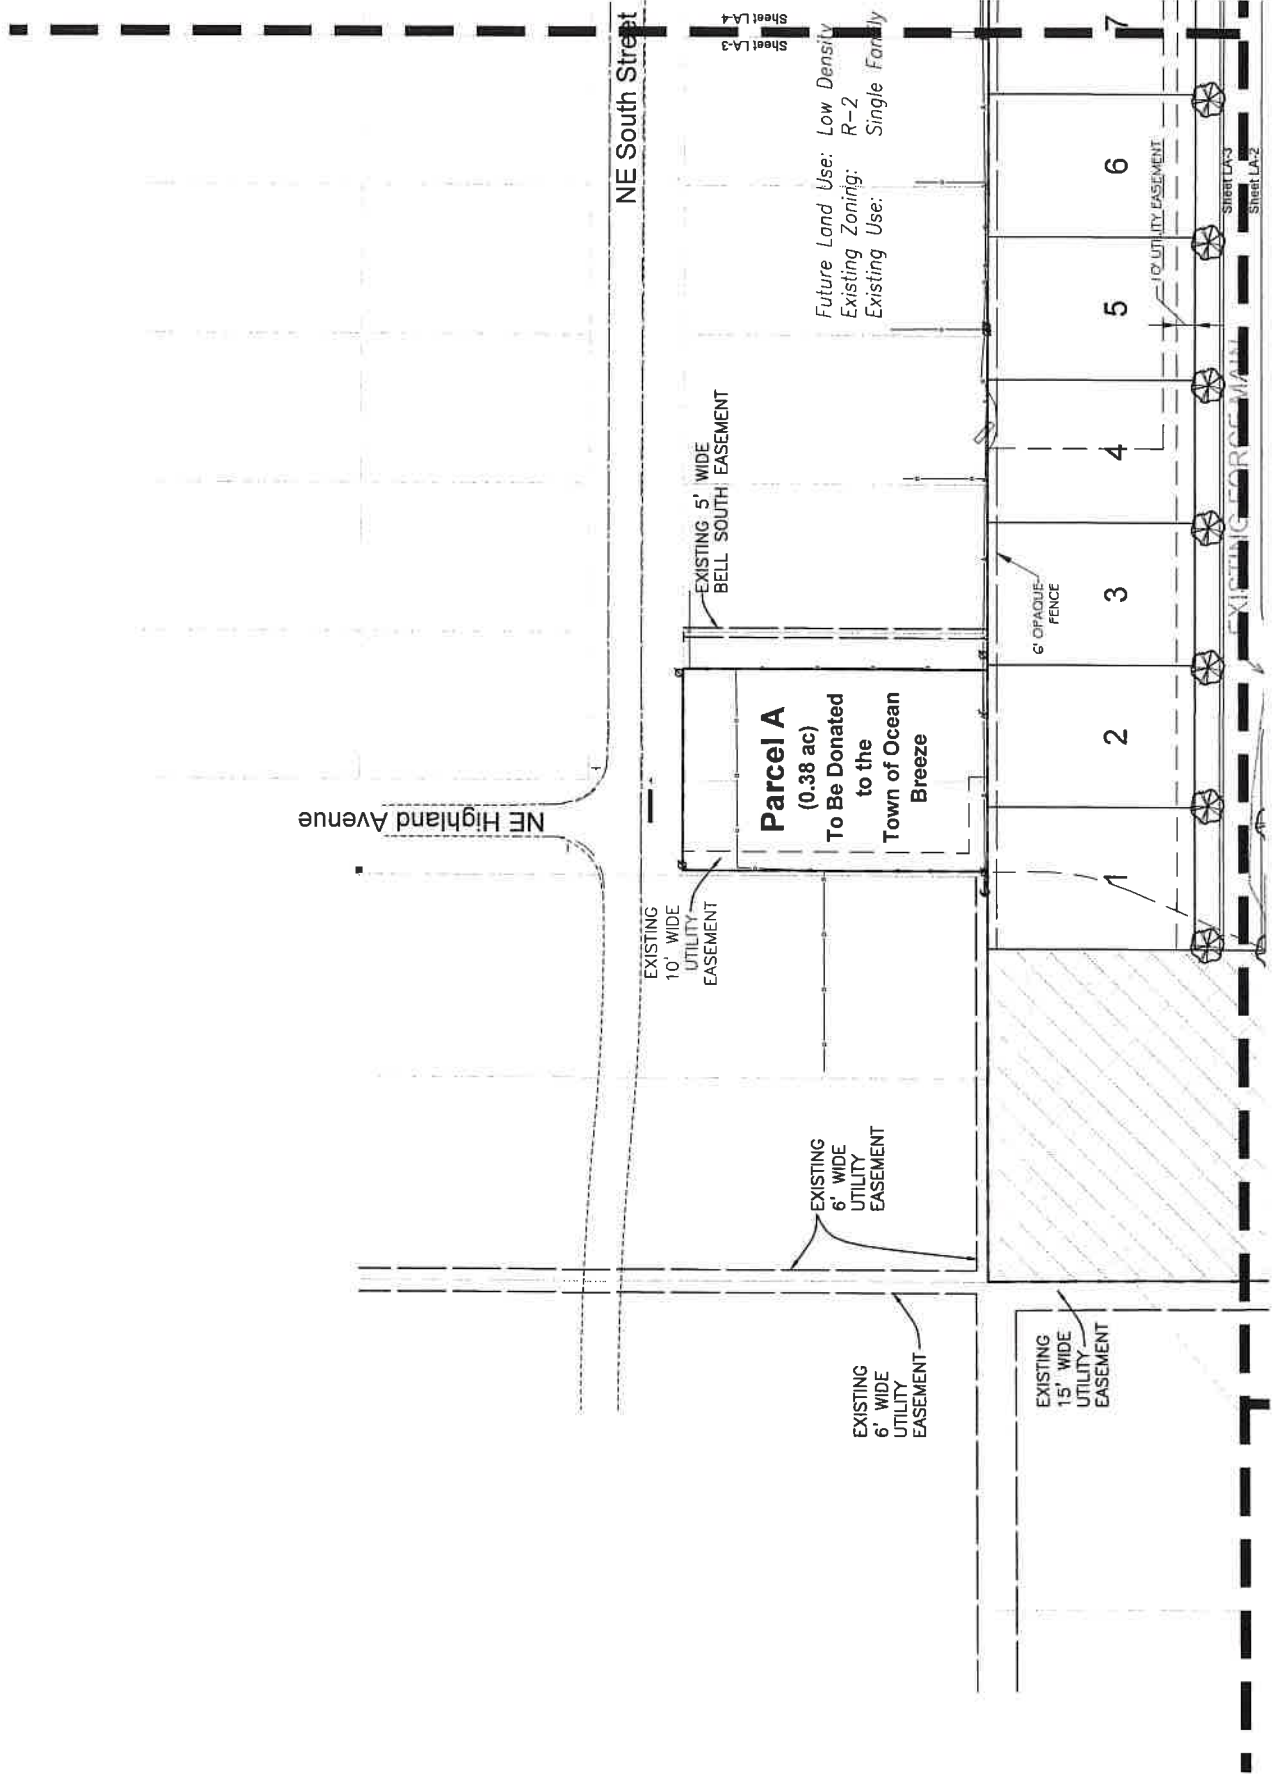 Sheet LA-4
Sheet LA-3
NE South Street
Future Land Use: Low Density
Existing Zoning: R-2
Existing Use: Single Family
NE Highland Avenue
EXISTING 5' WIDE
BELL SOUTH EASEMENT
Parcel A
(0.38 ac)
To Be Donated
to the
Town of Ocean
Breeze
EXISTING
10' WIDE
UTILITY
EASEMENT
EXISTING
6' WIDE
UTILITY
EASEMENT
EXISTING
6' WIDE
UTILITY
EASEMENT
EXISTING
15' WIDE
UTILITY
EASEMENT
6' OPAQUE
FENCE
1
2
3
4
5
6
7
10' UTILITY EASEMENT
Sheet LA-3
Sheet LA-2
EXISTING FORCE MAIN